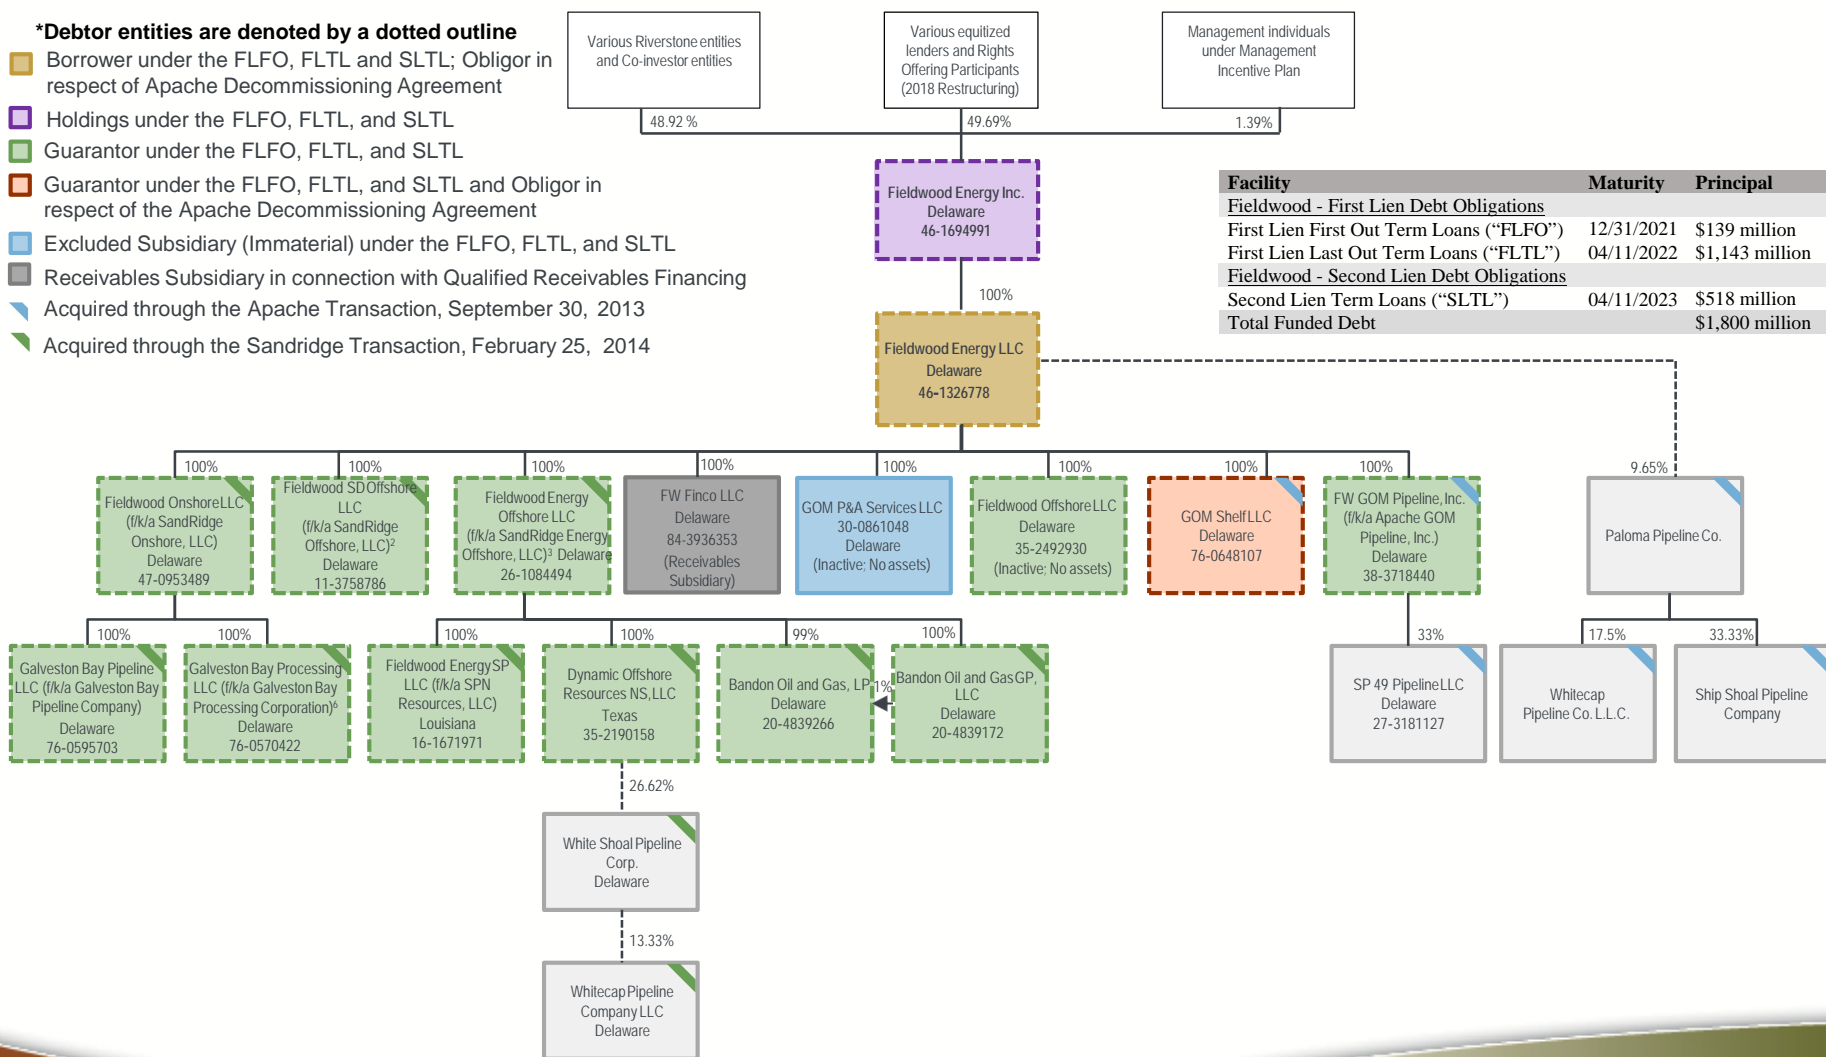 *Debtor entities are denoted by a dotted outline
Borrower under the FLFO, FLTL and SLTL; Obligor in
respect of Apache Decommissioning Agreement
Holdings under the FLFO, FLTL, and SLTL
Guarantor under the FLFO, FLTL, and SLTL
Guarantor under the FLFO, FLTL, and SLTL and Obligor in
respect of the Apache Decommissioning Agreement
Excluded Subsidiary (Immaterial) under the FLFO, FLTL, and SLTL
Receivables Subsidiary in connection with Qualified Receivables Financing
Acquired through the Apache Transaction, September 30, 2013
Acquired through the Sandridge Transaction, February 25, 2014
Various Riverstone entities
and Co-investor entities
Various equitized
lenders and Rights
Offering Participants
(2018 Restructuring)
Management individuals
under Management
Incentive Plan
48.92 %
49.69%
1.39%
Fieldwood Energy Inc.
Delaware
46-1694991
Facility Maturity Principal
Fieldwood - First Lien Debt Obligations
First Lien First Out Term Loans (“FLFO”) 12/31/2021 $139 million
First Lien Last Out Term Loans (“FLTL”) 04/11/2022 $1,143 million
Fieldwood - Second Lien Debt Obligations
Second Lien Term Loans (“SLTL”) 04/11/2023 $518 million
Total Funded Debt $1,800 million
100%
Fieldwood Energy LLC
Delaware
46-1326778
100%
100%
100%
100%
100%
100%
100%
100%
9.65%
Fieldwood Onshore LLC
(f/k/a SandRidge
Onshore, LLC)
Delaware
47-0953489
Fieldwood SD Offshore
LLC
(f/k/a SandRidge
Offshore, LLC)2
Delaware
11-3758786
Fieldwood Energy
Offshore LLC
(f/k/a SandRidge Energy
Offshore, LLC)3 Delaware
26-1084494
FW Finco LLC
Delaware
84-3936353
(Receivables
Subsidiary)
GOM P&A Services LLC
30-0861048
Delaware
(Inactive; No assets)
Fieldwood Offshore LLC
Delaware
35-2492930
(Inactive; No assets)
GOM Shelf LLC
Delaware
76-0648107
FW GOM Pipeline, Inc.
(f/k/a Apache GOM
Pipeline, Inc.)
Delaware
38-3718440
Paloma Pipeline Co.
100%
100%
100%
100%
99%
100%
33%
17.5%
33.33%
Galveston Bay Pipeline
LLC (f/k/a Galveston Bay
Pipeline Company)
Delaware
76-0595703
Galveston Bay Processing
LLC (f/k/a Galveston Bay
Processing Corporation)6
Delaware
76-0570422
Fieldwood Energy SP
LLC (f/k/a SPN
Resources, LLC)
Louisiana
16-1671971
Dynamic Offshore
Resources NS, LLC
Texas
35-2190158
Bandon Oil and Gas, LP
Delaware
20-4839266
1%
Bandon Oil and Gas GP,
LLC
Delaware
20-4839172
SP 49 Pipeline LLC
Delaware
27-3181127
Whitecap
Pipeline Co. L.L.C.
Ship Shoal Pipeline
Company
26.62%
White Shoal Pipeline
Corp.
Delaware
13.33%
Whitecap Pipeline
Company LLC
Delaware